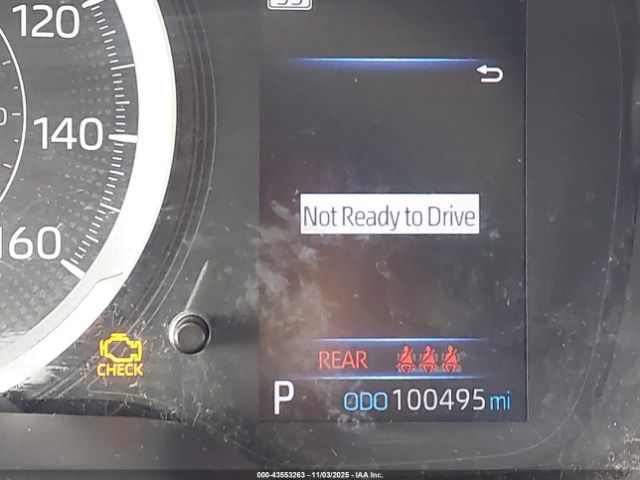 120
140
160
Not Ready to Drive
REAR
CHECK
P ODO 100495 mi
000-43553263 - 11/03/2025 - IAA Inc.